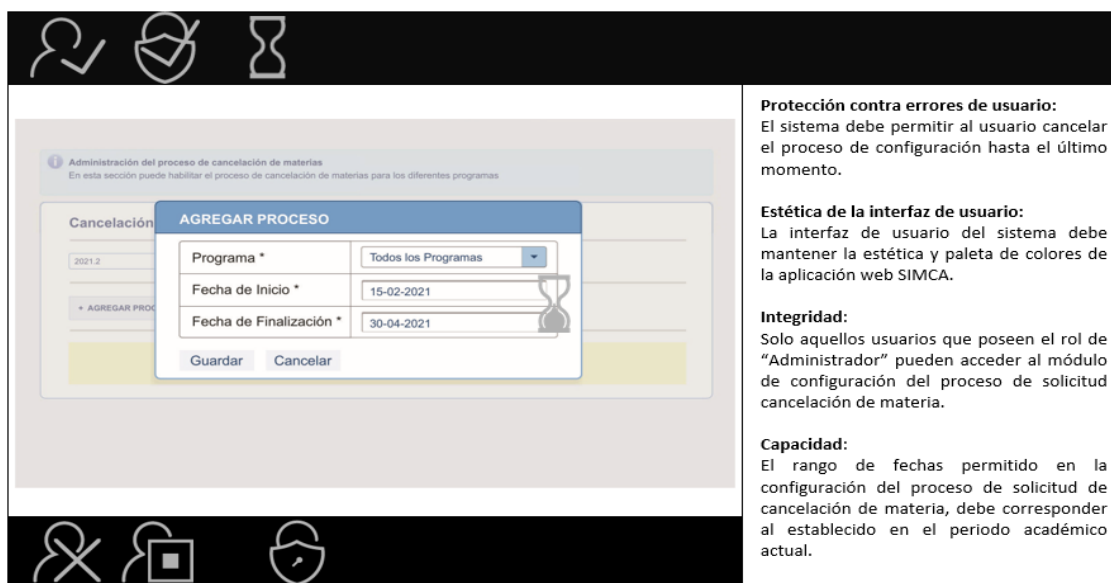 Administración del proceso de cancelación de materias
En esta sección puede habilitar el proceso de cancelación de materias para los diferentes programas
Cancelación
2021.2
+ AGREGAR PROC
AGREGAR PROCESO
Programa * Todos los Programas
Fecha de Inicio * 15-02-2021
Fecha de Finalización * 30-04-2021
Guardar Cancelar
Protección contra errores de usuario:
El sistema debe permitir al usuario cancelar
el proceso de configuración hasta el último
momento.
Estética de la interfaz de usuario:
La interfaz de usuario del sistema debe
mantener la estética y paleta de colores de
la aplicación web SIMCA.
Integridad:
Solo aquellos usuarios que poseen el rol de
“Administrador” pueden acceder al módulo
de configuración del proceso de solicitud
cancelación de materia.
Capacidad:
El rango de fechas permitido en la
configuración del proceso de solicitud de
cancelación de materia, debe corresponder
al establecido en el periodo académico
actual.